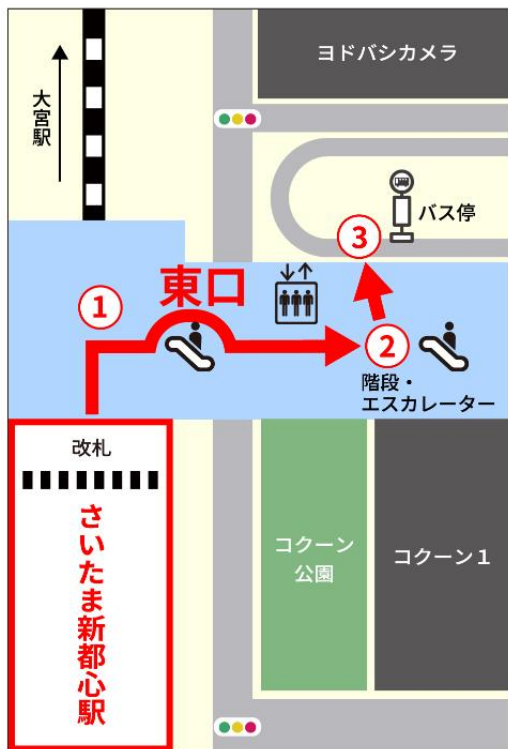 ヨドバシカメラ
大宮駅
バス停
③
東口
①
②
階段・
エスカレーター
改札
さいたま新都心駅
コクーン
公園
コクーン1